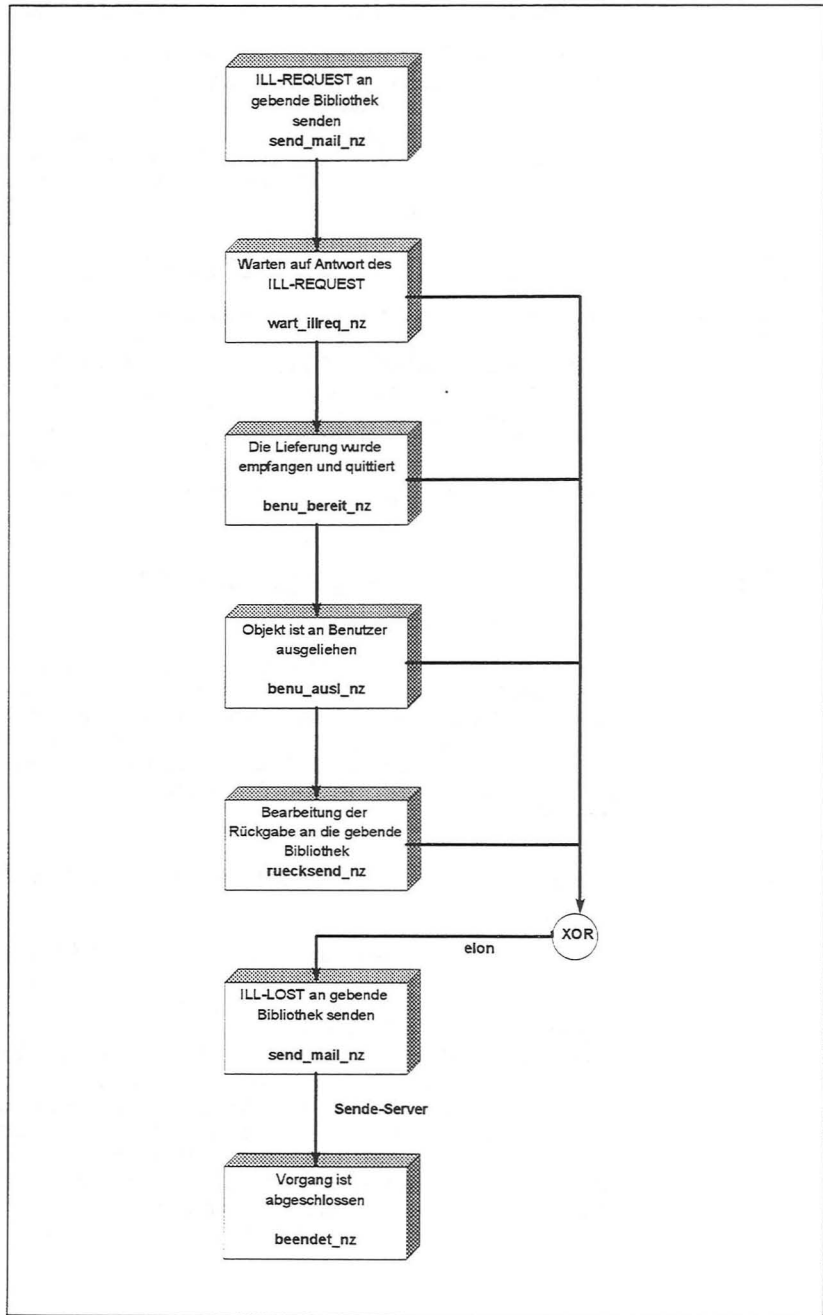 ILL-REQUEST an
gebende Bibliothek
senden
send_mail_nz
Warten auf Antwort des
ILL-REQUEST
wart_illreq_nz
Die Lieferung wurde
empfangen und quittiert
benu_bereit_nz
Objekt ist an Benutzer
ausgeliehen
benu_ausl_nz
Bearbeitung der
Rückgabe an die gebende
Bibliothek
ruecksend_nz
XOR
elon
ILL-LOST an gebende
Bibliothek senden
send_mail_nz
Sende-Server
Vorgang ist
abgeschlossen
beendet_nz